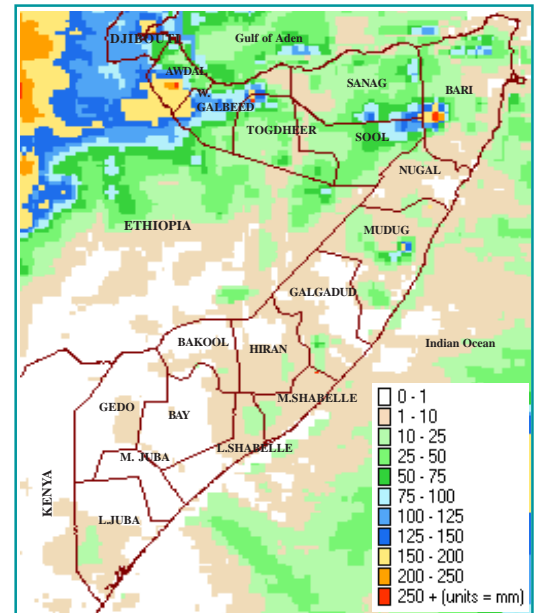 DJIBOUTI
Gulf of Aden
AWDAL
SANAG
BARI
W.
GALBEED
TOGDHEER
SOOL
NUGAL
ETHIOPIA
MUDUG
GALGADUD
BAKOOL
HIRAN
Indian Ocean
GEDO
BAY
M.SHABELLE
L.SHABELLE
M. JUBA
KENYA
L.JUBA
0 - 1
1 - 10
10 - 25
25 - 50
50 - 75
75 - 100
100 - 125
125 - 150
150 - 200
200 - 250
250 + (units = mm)